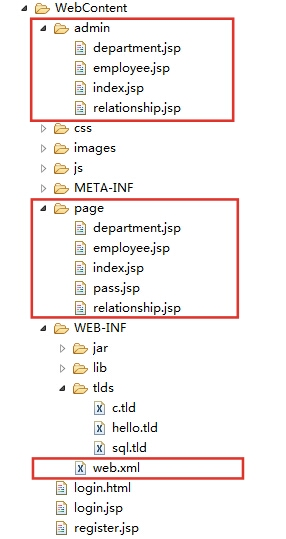 WebContent
admin
department.jsp
employee.jsp
index.jsp
relationship.jsp
css
images
js
META-INF
page
department.jsp
employee.jsp
index.jsp
pass.jsp
relationship.jsp
WEB-INF
jar
lib
tlds
c.tld
hello.tld
sql.tld
web.xml
login.html
login.jsp
register.jsp